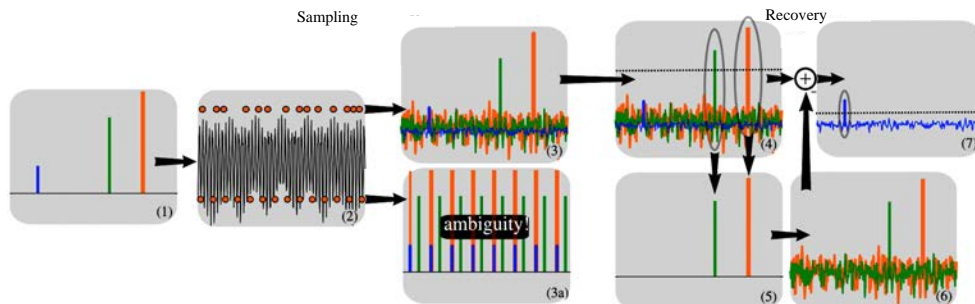 Sampling
Recovery
(1)
(2)
(3)
ambiguity!
(3a)
(4)
(5)
(6)
(7)
+
-